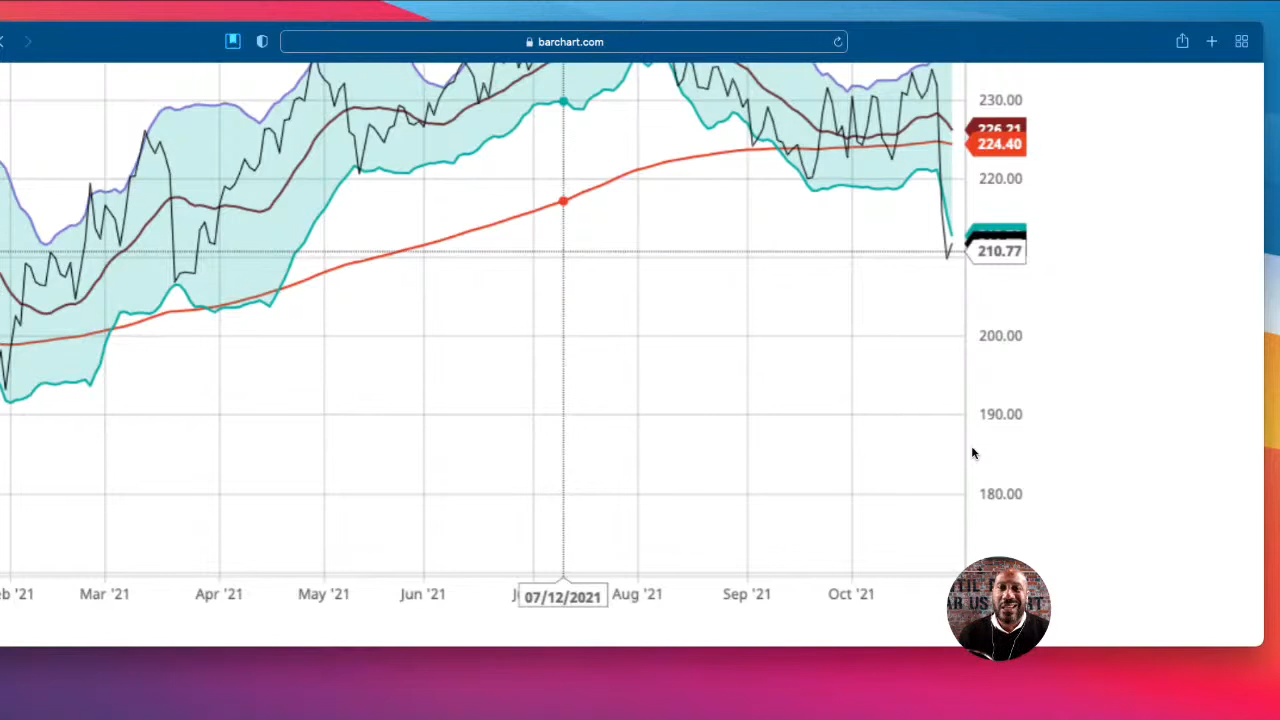 barchart.com
230.00
226.21
224.40
220.00
210.77
200.00
190.00
180.00
Mar '21
Apr '21
May '21
Jun '21
07/12/2021
Aug '21
Sep '21
Oct '21